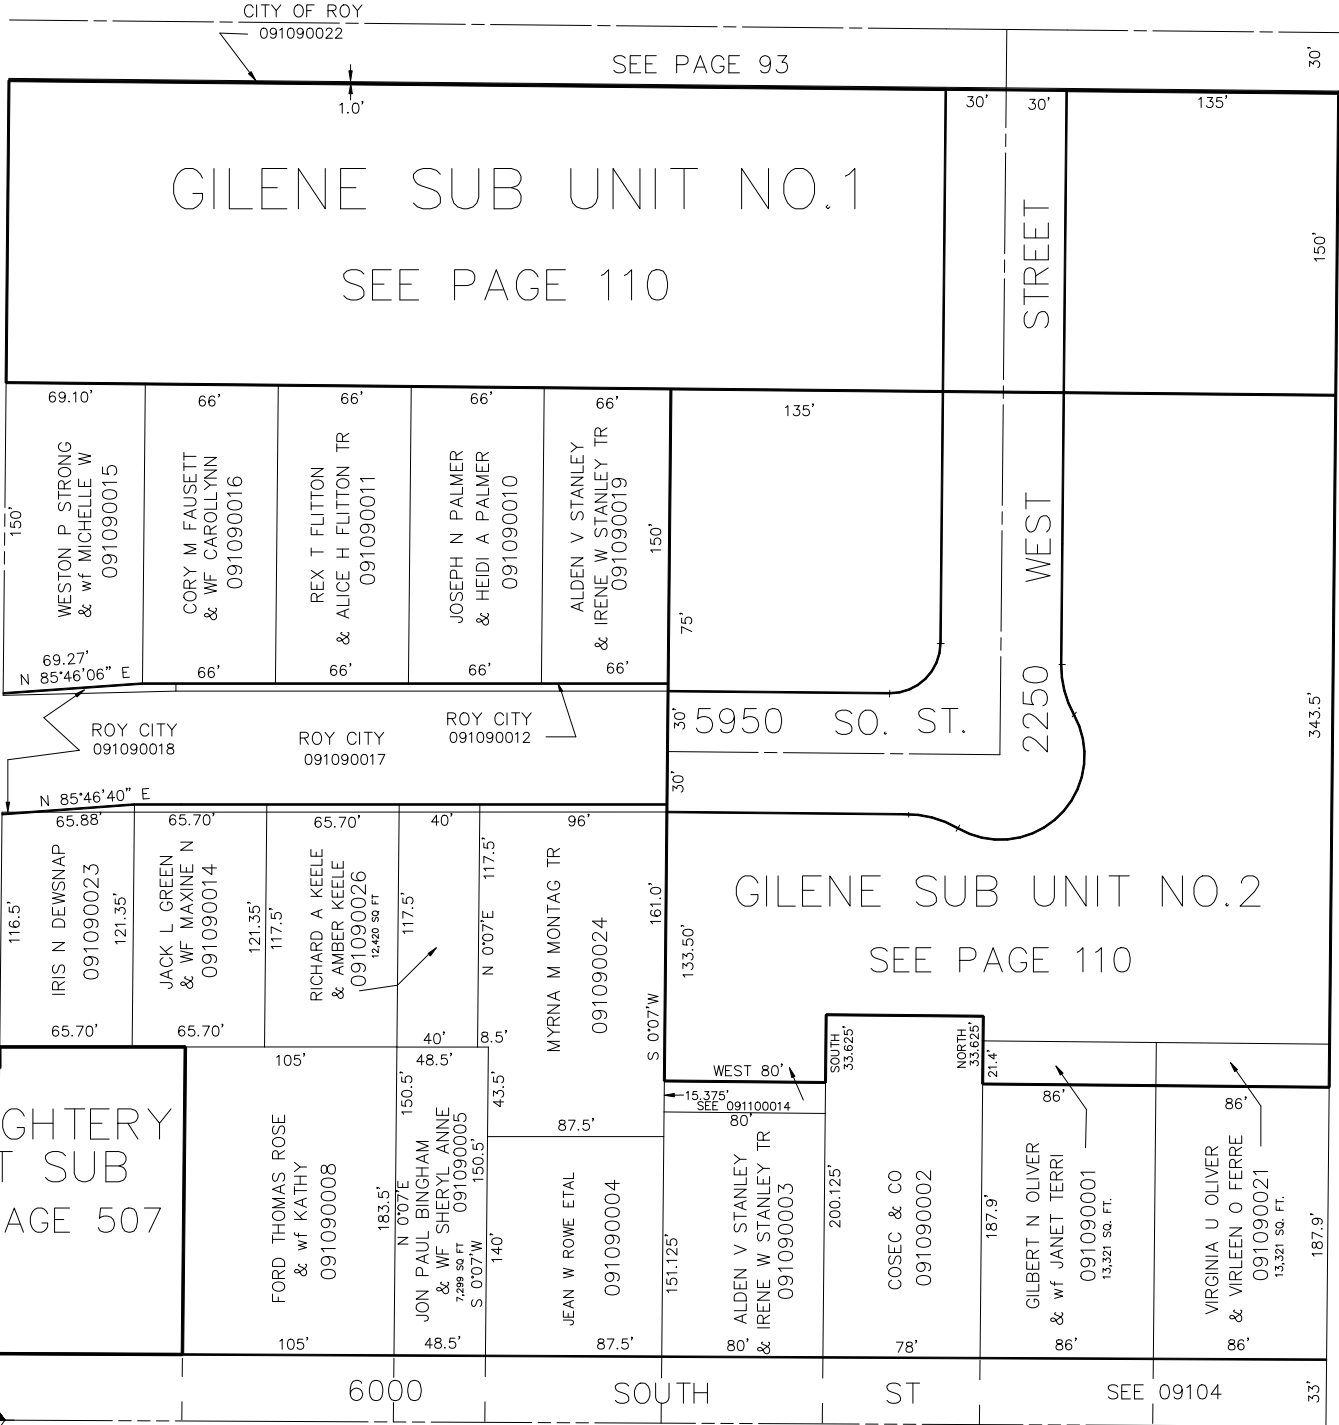 CITY OF ROY
091090022
SEE PAGE 93
30'
1.0'
30'
30'
135'
GILENE SUB UNIT NO.1
SEE PAGE 110
STREET
150'
69.10'
66'
66'
66'
66'
135'
150'
WESTON P STRONG
& wf MICHELLE W
091090015
CORY M FAUSETT
& WF CAROLLYNN
091090016
REX T FLITTON
& ALICE H FLITTON TR
091090011
JOSEPH N PALMER
& HEIDI A PALMER
091090010
ALDEN V STANLEY
& IRENE W STANLEY TR
091090019
150'
75'
WEST
69.27'
N 85°46'06" E
66'
66'
66'
66'
ROY CITY
091090018
ROY CITY
091090017
ROY CITY
091090012
30'
5950 SO. ST.
2250
343.5'
30'
N 85°46'40" E
65.88'
65.70'
65.70'
40'
96'
116.5'
IRIS N DEWSNAP
091090023
121.35'
JACK L GREEN
& WF MAXINE N
091090014
121.35'
117.5'
RICHARD A KEELE
& AMBER KEELE
091090026
12,420 SQ FT
117.5'
117.5'
N 0°07'E
MYRNA M MONTAG TR
091090024
161.0'
S 0°07'W
133.50'
GILENE SUB UNIT NO.2
SEE PAGE 110
65.70'
65.70'
40'
8.5'
105'
48.5'
SOUTH
33.625'
NORTH
33.625'
21.4'
WEST 80'
15.375'
SEE 091100014
80'
86'
86'
GHTERY
T SUB
AGE 507
FORD THOMAS ROSE
& wf KATHY
091090008
183.5'
150.5'
N 0°07'E
JON PAUL BINGHAM
& WF SHERYL ANNE
091090005
7,299 SQ FT
150.5'
S 0°07'W
43.5'
140'
87.5'
JEAN W ROWE ETAL
091090004
151.125'
ALDEN V STANLEY
& IRENE W STANLEY TR
091090003
200.125'
COSEC & CO
091090002
187.9'
GILBERT N OLIVER
& wf JANET TERRI
091090001
13,321 SQ. FT.
VIRGINIA U OLIVER
& VIRLEEN O FERRE
091090021
13,321 SQ. FT.
187.9'
105'
48.5'
87.5'
80'
78'
86'
86'
6000 SOUTH ST
SEE 09104
33'